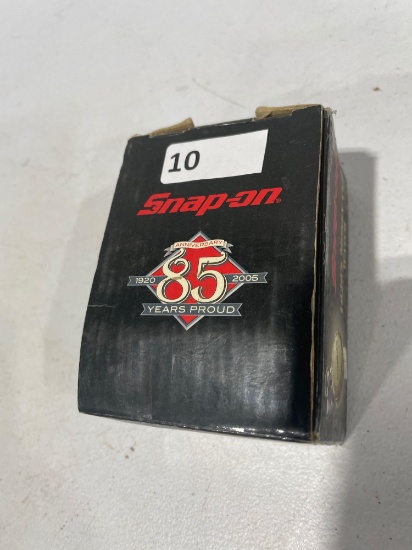 10
Snap-on®
ANNIVERSARY
85
1920 2005
YEARS PROUD